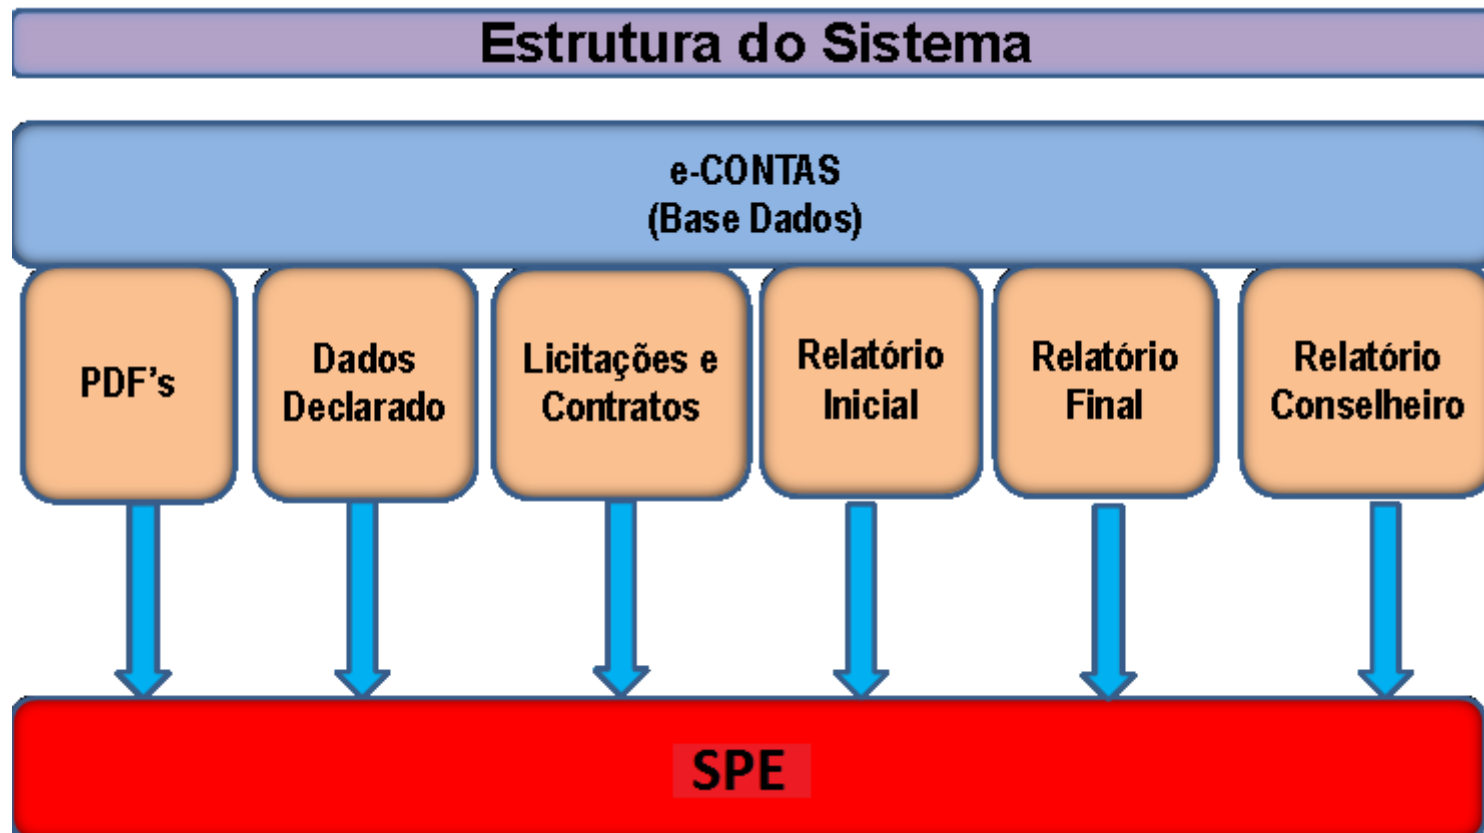 Estrutura do Sistema
e-CONTAS
(Base Dados)
PDF's
Dados
Declarado
Licitações e
Contratos
Relatório
Inicial
Relatório
Final
Relatório
Conselheiro
SPE